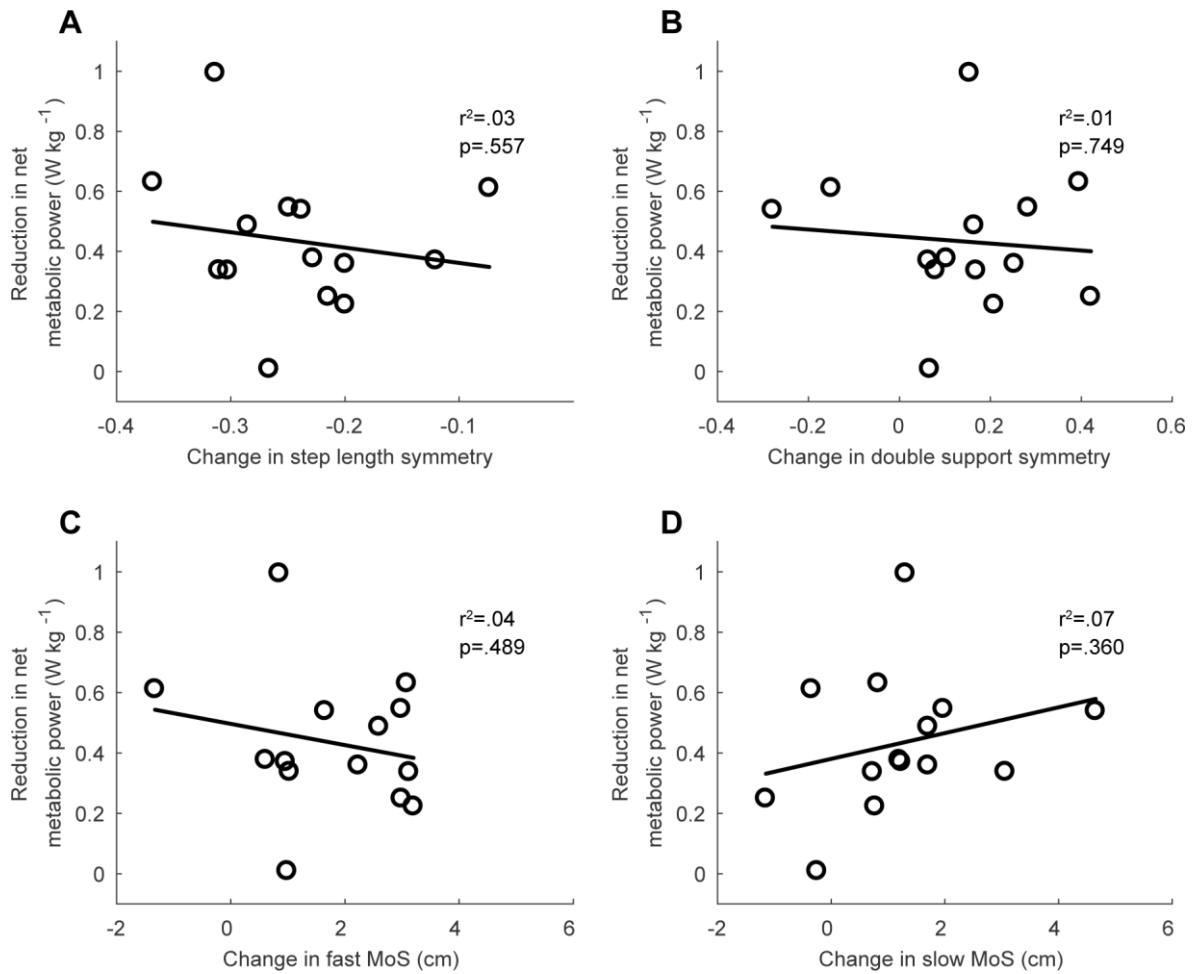 A
Reduction in net
metabolic power (W kg⁻¹)
1
0.8
0.6
0.4
0.2
0
r²=.03
p=.557
-0.4
-0.3
-0.2
-0.1
Change in step length symmetry
B
Reduction in net
metabolic power (W kg⁻¹)
1
0.8
0.6
0.4
0.2
0
r²=.01
p=.749
-0.4
-0.2
0
0.2
0.4
0.6
Change in double support symmetry
C
Reduction in net
metabolic power (W kg⁻¹)
1
0.8
0.6
0.4
0.2
0
r²=.04
p=.489
-2
0
2
4
6
Change in fast MoS (cm)
D
Reduction in net
metabolic power (W kg⁻¹)
1
0.8
0.6
0.4
0.2
0
r²=.07
p=.360
-2
0
2
4
6
Change in slow MoS (cm)